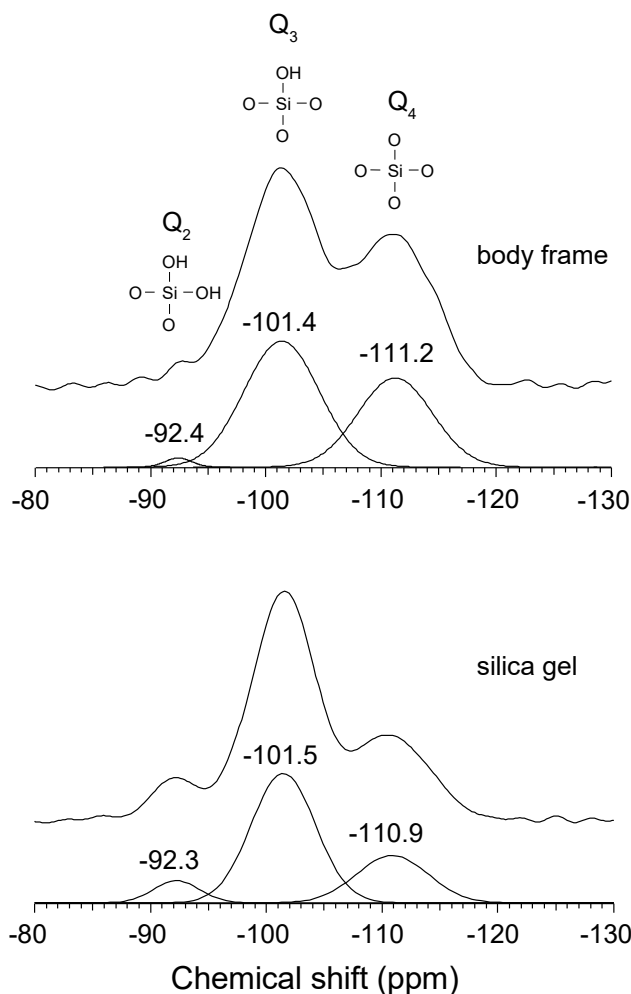 Q3
OH
O – Si – O
O
Q4
O
O – Si – O
O
Q2
OH
O – Si – OH
O
body frame
-101.4
-111.2
-92.4
-80 -90 -100 -110 -120 -130
silica gel
-101.5
-110.9
-92.3
-80 -90 -100 -110 -120 -130
Chemical shift (ppm)